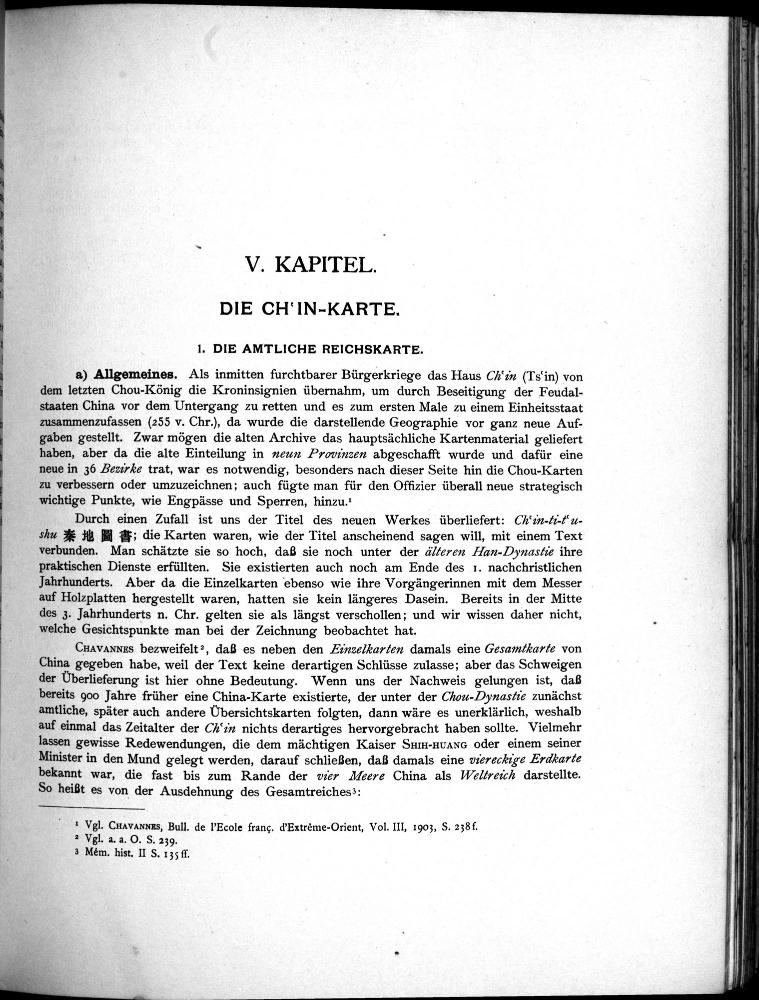 V. KAPITEL.
DIE CHʿIN-KARTE.
1. DIE AMTLICHE REICHSKARTE.
a) Allgemeines. Als inmitten furchtbarer Bürgerkriege das Haus Chʿin (Tsʿin) von
dem letzten Chou-König die Kroninsignien übernahm, um durch Beseitigung der Feudal-
staaten China vor dem Untergang zu retten und es zum ersten Male zu einem Einheitsstaat
zusammenzufassen (255 v. Chr.), da wurde die darstellende Geographie vor ganz neue Auf-
gaben gestellt. Zwar mögen die alten Archive das hauptsächliche Kartenmaterial geliefert
haben, aber da die alte Einteilung in neun Provinzen abgeschafft wurde und dafür eine
neue in 36 Bezirke trat, war es notwendig, besonders nach dieser Seite hin die Chou-Karten
zu verbessern oder umzuzeichnen; auch fügte man für den Offizier überall neue strategisch
wichtige Punkte, wie Engpässe und Sperren, hinzu.¹
Durch einen Zufall ist uns der Titel des neuen Werkes überliefert: Chʿin-ti-tʿu-
shu 秦 地 圖 書; die Karten waren, wie der Titel anscheinend sagen will, mit einem Text
verbunden. Man schätzte sie so hoch, daß sie noch unter der älteren Han-Dynastie ihre
praktischen Dienste erfüllten. Sie existierten auch noch am Ende des 1. nachchristlichen
Jahrhunderts. Aber da die Einzelkarten ebenso wie ihre Vorgängerinnen mit dem Messer
auf Holzplatten hergestellt waren, hatten sie kein längeres Dasein. Bereits in der Mitte
des 3. Jahrhunderts n. Chr. gelten sie als längst verschollen; und wir wissen daher nicht,
welche Gesichtspunkte man bei der Zeichnung beobachtet hat.
CHAVANNES bezweifelt², daß es neben den Einzelkarten damals eine Gesamtkarte von
China gegeben habe, weil der Text keine derartigen Schlüsse zulasse; aber das Schweigen
der Überlieferung ist hier ohne Bedeutung. Wenn uns der Nachweis gelungen ist, daß
bereits 900 Jahre früher eine China-Karte existierte, der unter der Chou-Dynastie zunächst
amtliche, später auch andere Übersichtskarten folgten, dann wäre es unerklärlich, weshalb
auf einmal das Zeitalter der Chʿin nichts derartiges hervorgebracht haben sollte. Vielmehr
lassen gewisse Redewendungen, die dem mächtigen Kaiser SHIH-HUANG oder einem seiner
Minister in den Mund gelegt werden, darauf schließen, daß damals eine viereckige Erdkarte
bekannt war, die fast bis zum Rande der vier Meere China als Weltreich darstellte.
So heißt es von der Ausdehnung des Gesamtreiches³:
¹ Vgl. CHAVANNES, Bull. de l'Ecole franç. d'Extrême-Orient, Vol. III, 1903, S. 238f.
² Vgl. a. a. O. S. 239.
³ Mém. hist. II S. 135 ff.